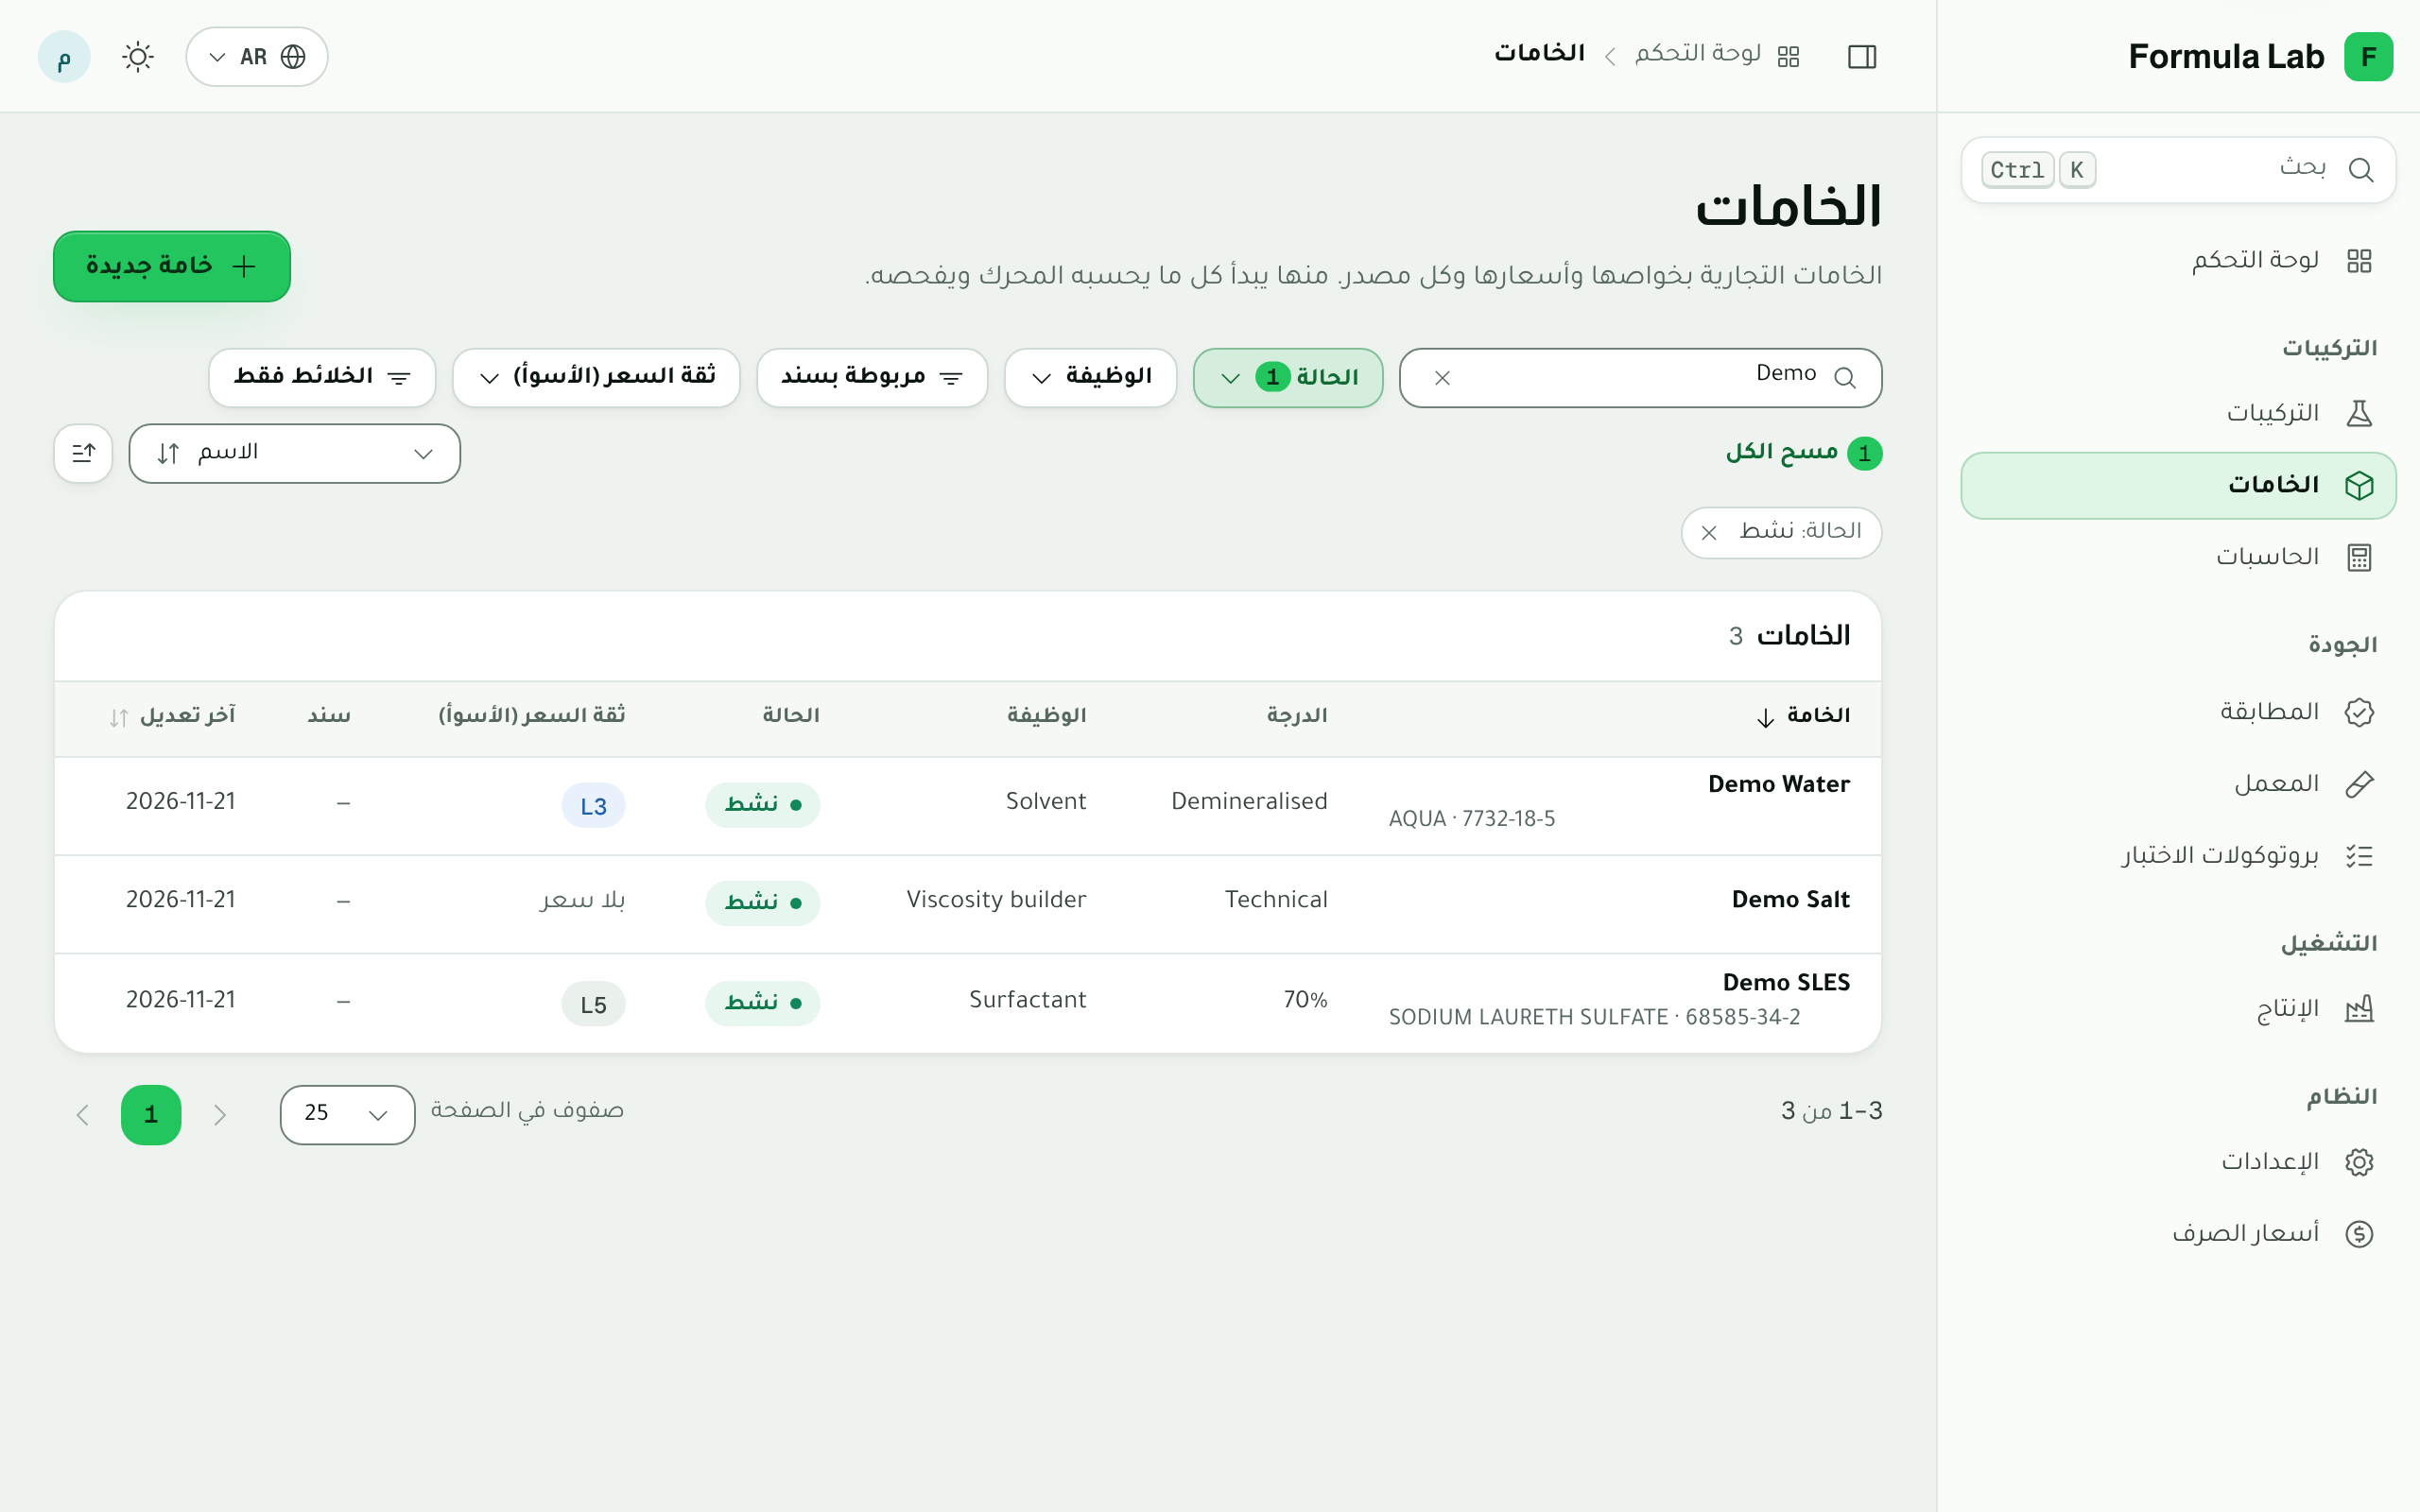 F Formula Lab
بحث Ctrl K
لوحة التحكم
التركيبات
التركيبات
الخامات
الحاسبات
الجودة
المطابقة
المعمل
بروتوكولات الاختبار
التشغيل
الإنتاج
النظام
الإعدادات
أسعار الصرف
لوحة التحكم الخامات
AR
م
الخامات
الخامات التجارية بخواصها وأسعارها وكل مصدر. منها يبدأ كل ما يحسبه المحرك ويفحصه.
خامة جديدة
Demo
الحالة 1
الوظيفة
مربوطة بسند
ثقة السعر (الأسوأ)
الخلائط فقط
1 مسح الكل
الاسم
الحالة: نشط
الخامات 3
الخامة الدرجة الوظيفة الحالة ثقة السعر (الأسوأ) سند آخر تعديل
Demo Water
AQUA · 7732-18-5
Demineralised Solvent نشط L3 – 2026-11-21
Demo Salt Technical Viscosity builder نشط بلا سعر – 2026-11-21
Demo SLES
SODIUM LAURETH SULFATE · 68585-34-2
70% Surfactant نشط L5 – 2026-11-21
1–3 من 3
صفوف في الصفحة 25
1